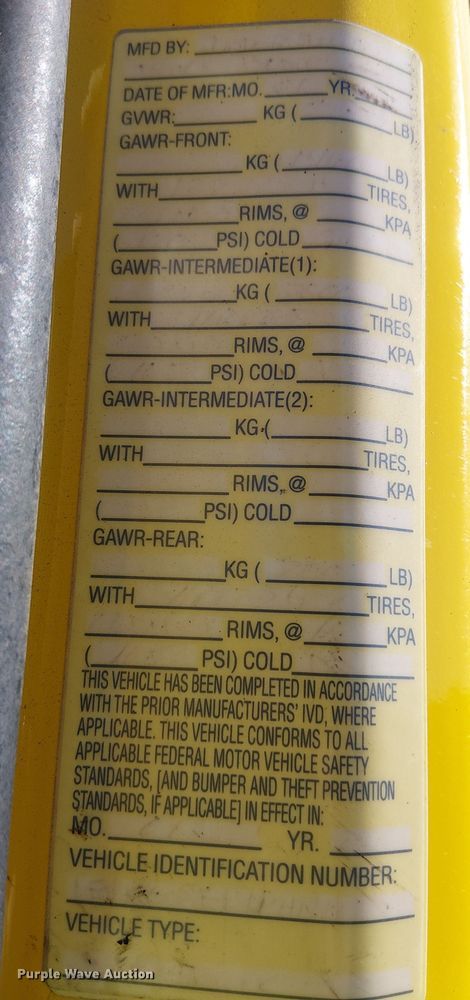 MFD BY:
DATE OF MFR:MO. YR.
GVWR: KG ( LB)
GAWR-FRONT:
KG ( LB)
WITH TIRES,
RIMS, @ KPA
( PSI) COLD
GAWR-INTERMEDIATE(1):
KG ( LB)
WITH TIRES,
RIMS, @ KPA
( PSI) COLD
GAWR-INTERMEDIATE(2):
KG ( LB)
WITH TIRES,
RIMS, @ KPA
( PSI) COLD
GAWR-REAR:
KG ( LB)
WITH TIRES,
RIMS, @ KPA
( PSI) COLD
THIS VEHICLE HAS BEEN COMPLETED IN ACCORDANCE
WITH THE PRIOR MANUFACTURERS' IVD, WHERE
APPLICABLE. THIS VEHICLE CONFORMS TO ALL
APPLICABLE FEDERAL MOTOR VEHICLE SAFETY
STANDARDS, [AND BUMPER AND THEFT PREVENTION
STANDARDS, IF APPLICABLE] IN EFFECT IN:
MO. YR.
VEHICLE IDENTIFICATION NUMBER:
VEHICLE TYPE:
Purple Wave Auction